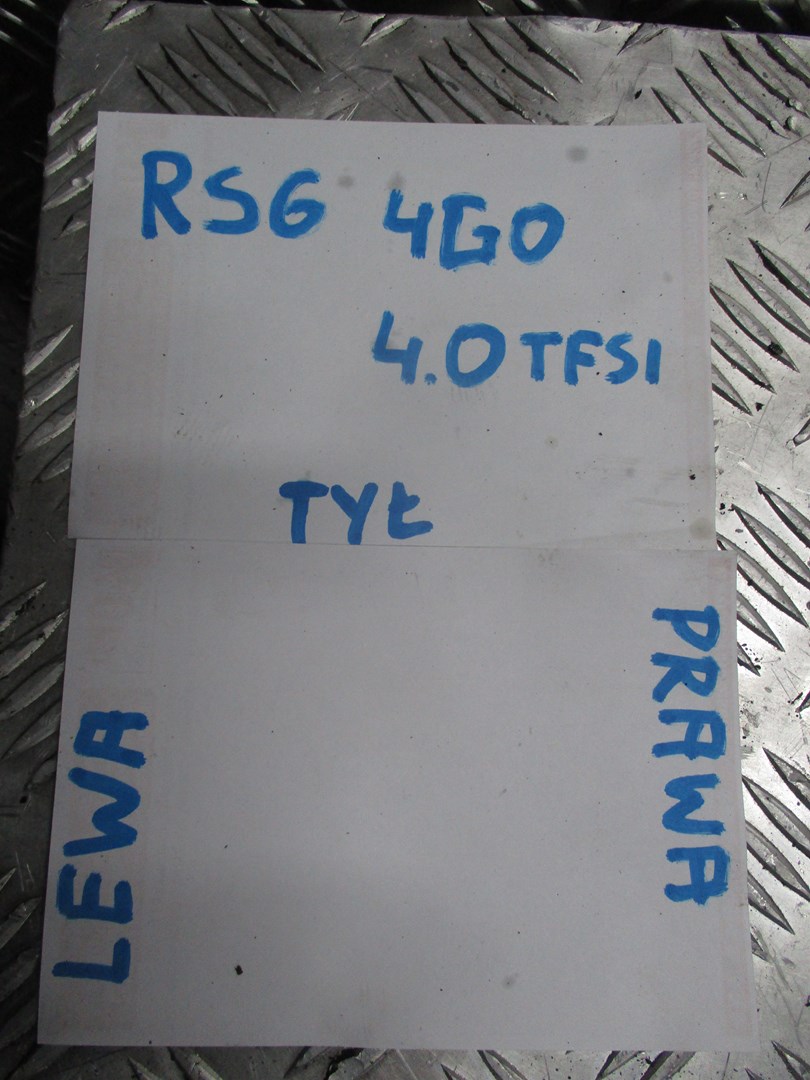 RS6 4G0
4.0 TFSI
TYŁ
LEWA
PRAWA